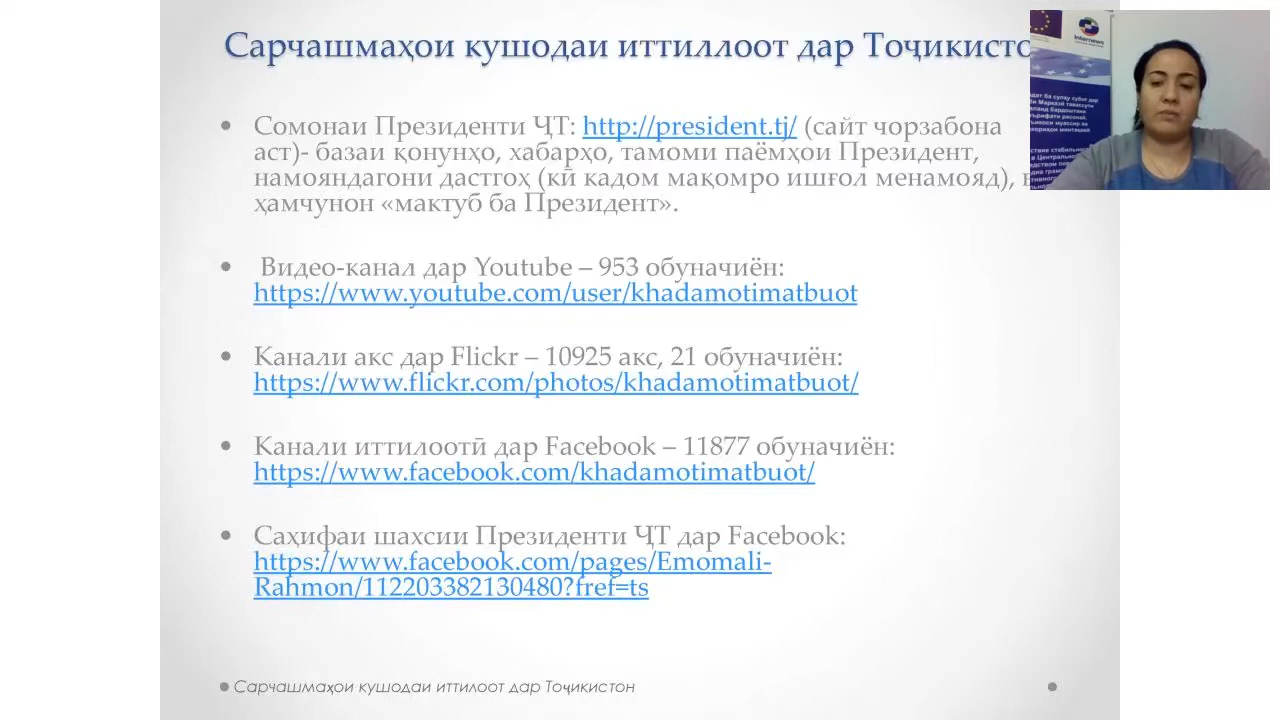 Сарчашмаҳои кушодаи иттиллоот дар Тоҷикисто
Internews
Сомонаи Президенти ҶТ: http://president.tj/ (сайт чорзабона
аст)- базаи қонунҳо, хабарҳо, тамоми паёмҳои Президент,
намояндагони дастгоҳ (кӣ кадом мақомро ишғол менамояд),
ҳамчунон «мактуб ба Президент».
Видео-канал дар Youtube – 953 обуначиён:
https://www.youtube.com/user/khadamotimatbuot
Канали акс дар Flickr – 10925 акс, 21 обуначиён:
https://www.flickr.com/photos/khadamotimatbuot/
Канали иттилоотӣ дар Facebook – 11877 обуначиён:
https://www.facebook.com/khadamotimatbuot/
Саҳифаи шахсии Президенти ҶТ дар Facebook:
https://www.facebook.com/pages/Emomali-
Rahmon/112203382130480?fref=ts
Сарчашмаҳои кушодаи иттилоот дар Тоҷикистон